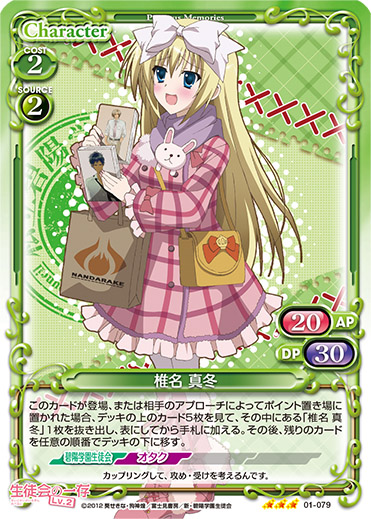 Precious Memories
Character
COST
2
SOURCE
2
NANDARAKE
20 AP
DP 30
椎名 真冬
このカードが登場、または相手のアプローチによってポイント置き場に
置かれた場合、デッキの上のカード5枚を見て、その中にある「椎名 真
冬」1枚を抜き出し、表にしてから手札に加える。その後、残りのカード
を任意の順番でデッキの下に移す。
碧陽学園生徒会 オタク
カップリングして、攻め・受けを考えるんです。
生徒会の一存
Lv.2
©2012 葵せきな・狗神煌/富士見書房/新・碧陽学園生徒会
01-079